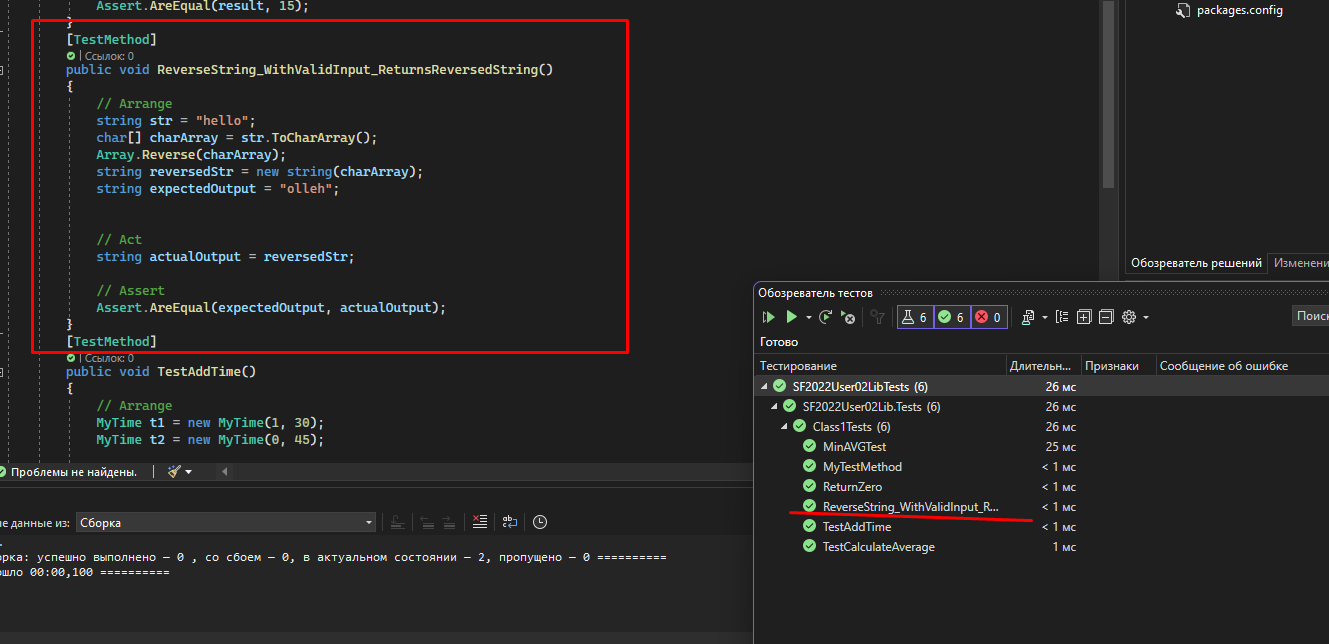 Assert.AreEqual(result, 15);
}
[TestMethod]
| Ссылок: 0
public void ReverseString_WithValidInput_ReturnsReversedString()
{
// Arrange
string str = "hello";
char[] charArray = str.ToCharArray();
Array.Reverse(charArray);
string reversedStr = new string(charArray);
string expectedOutput = "olleh";
// Act
string actualOutput = reversedStr;
// Assert
Assert.AreEqual(expectedOutput, actualOutput);
}
[TestMethod]
| Ссылок: 0
public void TestAddTime()
{
// Arrange
MyTime t1 = new MyTime(1, 30);
MyTime t2 = new MyTime(0, 45);
Проблемы не найдены.
е данные из: Сборка
орка: успешно выполнено — 0 , со сбоем — 0, в актуальном состоянии — 2, пропущено — 0 ==========
ошло 00:00,100 ==========
packages.config
Обозреватель решений Изменени
Обозреватель тестов
6 6 0 Поиск
Готово
Тестирование Длительн... Признаки Сообщение об ошибке
SF2022User02LibTests (6) 26 мс
SF2022User02Lib.Tests (6) 26 мс
Class1Tests (6) 26 мс
MinAVGTest 25 мс
MyTestMethod < 1 мс
ReturnZero < 1 мс
ReverseString_WithValidInput_R... < 1 мс
TestAddTime < 1 мс
TestCalculateAverage 1 мс